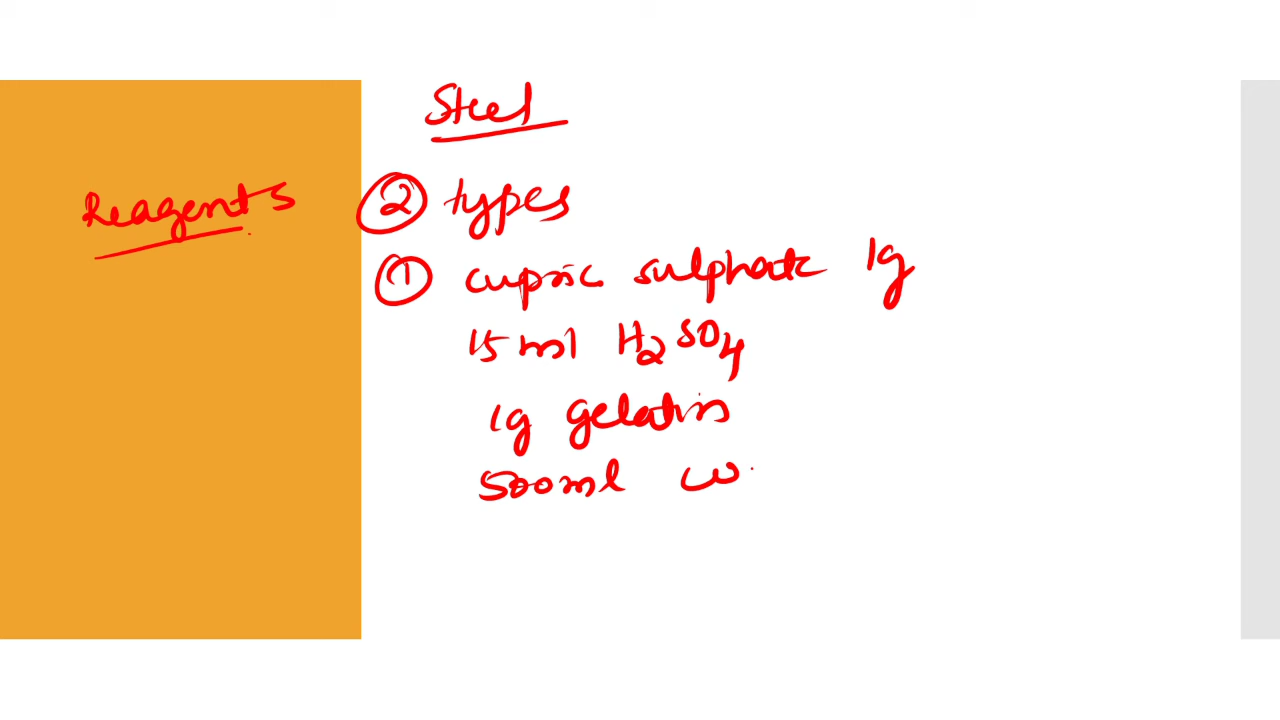 Steel
Reagents
② types
① cupric sulphate 1g
15 ml H2SO4
1g gelatin
500ml w